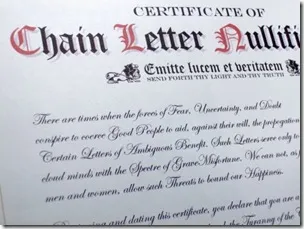 CERTIFICATE OF
Chain Letter Nullifi
Emitte lucem et veritatem
SEND FORTH THY LIGHT AND THY TRUTH
There are times when the forces of Fear, Uncertainty, and Doubt
conspire to coerce Good People to aid, against their will, the propagation
Certain Letters of Ambiguous Benefit. Such Letters serve only to
cloud minds with the Spectre of Grave Misfortune. We can not, as
men and women, allow such Threats to bound our Happiness.
and dating this certificate, you declare that you are a
the Tyranny of the